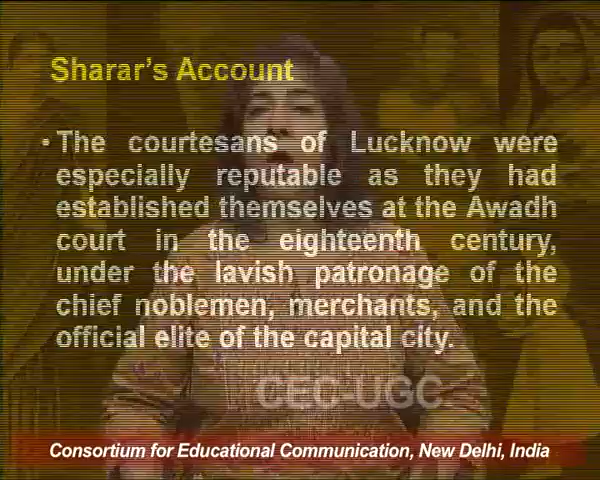 Sharar's Account
• The courtesans of Lucknow were
especially reputable as they had
established themselves at the Awadh
court in the eighteenth century,
under the lavish patronage of the
chief noblemen, merchants, and the
official elite of the capital city.
CEC-UGC
Consortium for Educational Communication, New Delhi, India